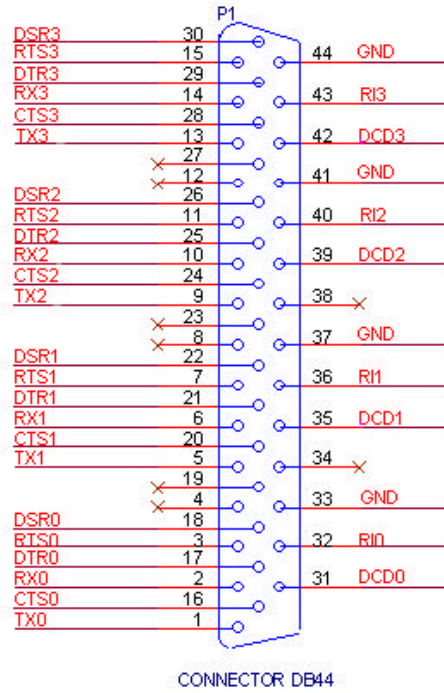 P1
DSR3 30
RTS3 15 44 GND
DTR3 29
RX3 14 43 RI3
CTS3 28
TX3 13 42 DCD3
27
12 41 GND
DSR2 26
RTS2 11 40 RI2
DTR2 25
RX2 10 39 DCD2
CTS2 24
TX2 9 38
23
8 37 GND
DSR1 22
RTS1 7 36 RI1
DTR1 21
RX1 6 35 DCD1
CTS1 20
TX1 5 34
19
4 33 GND
DSR0 18
RTS0 3 32 RI0
DTR0 17
RX0 2 31 DCD0
CTS0 16
TX0 1
CONNECTOR DB44